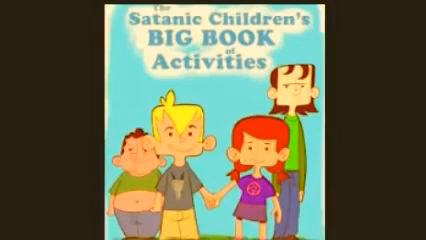 The
Satanic Children's
BIG BOOK
of
Activities